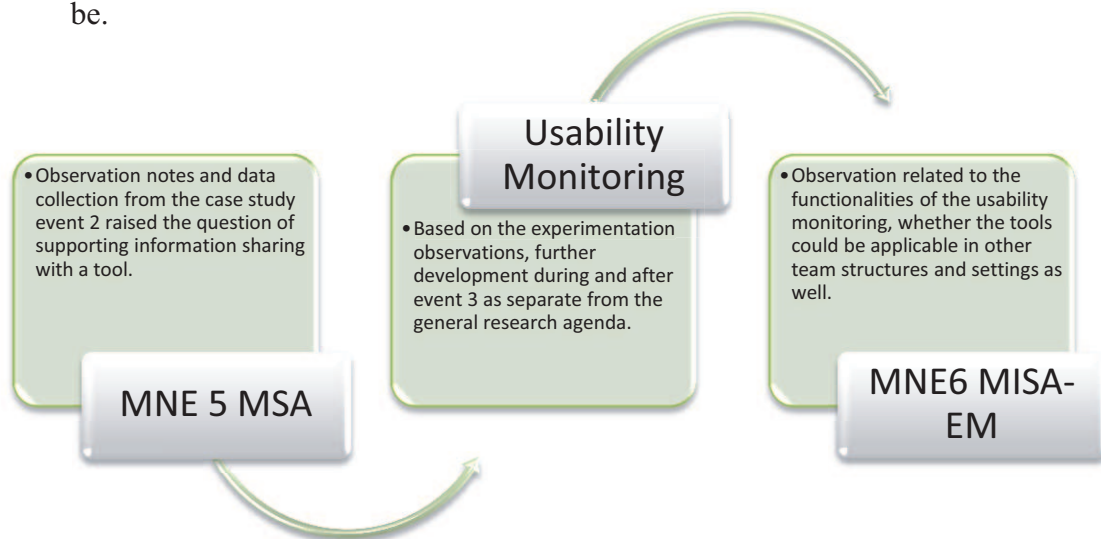 be.
• Observation notes and data
collection from the case study
event 2 raised the question of
supporting information sharing
with a tool.
MNE 5 MSA
Usability
Monitoring
• Based on the experimentation
observations, further
development during and after
event 3 as separate from the
general research agenda.
• Observation related to the
functionalities of the usability
monitoring, whether the tools
could be applicable in other
team structures and settings as
well.
MNE6 MISA-
EM